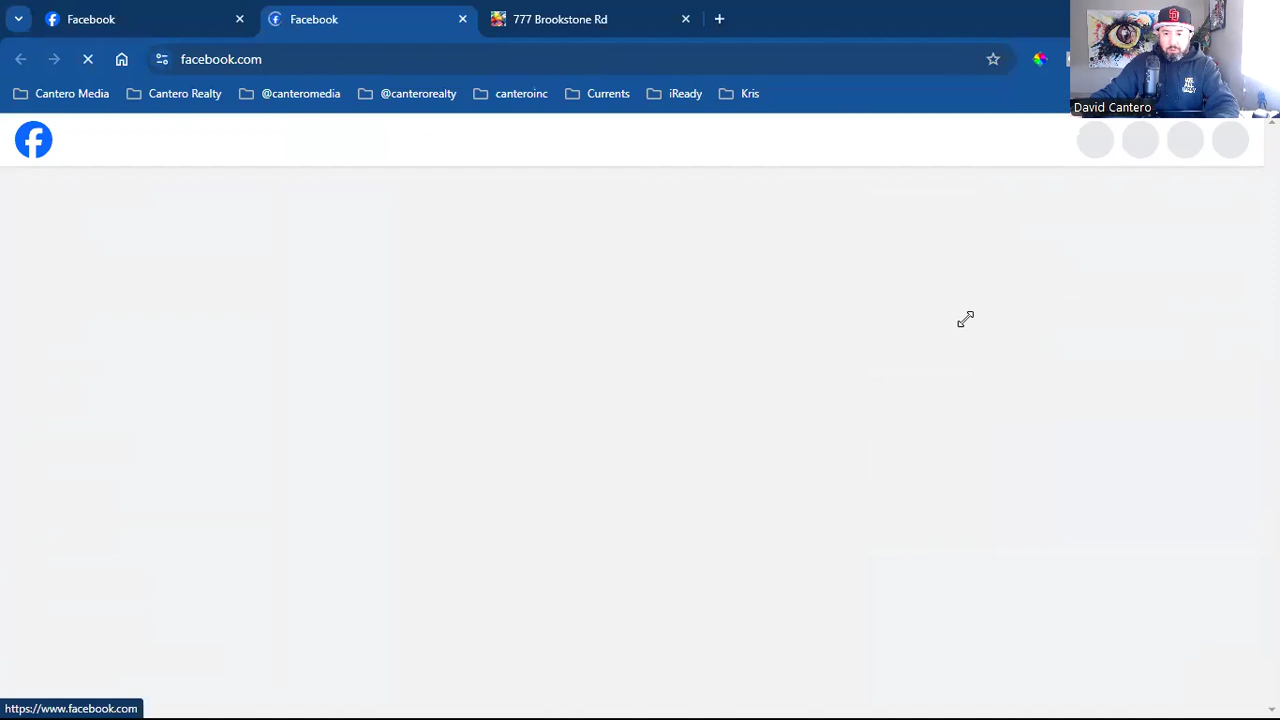 Facebook
Facebook
777 Brookstone Rd
facebook.com
Cantero Media
Cantero Realty
@canteromedia
@canterorealty
canteroinc
Currents
iReady
Kris
David Cantero
https://www.facebook.com